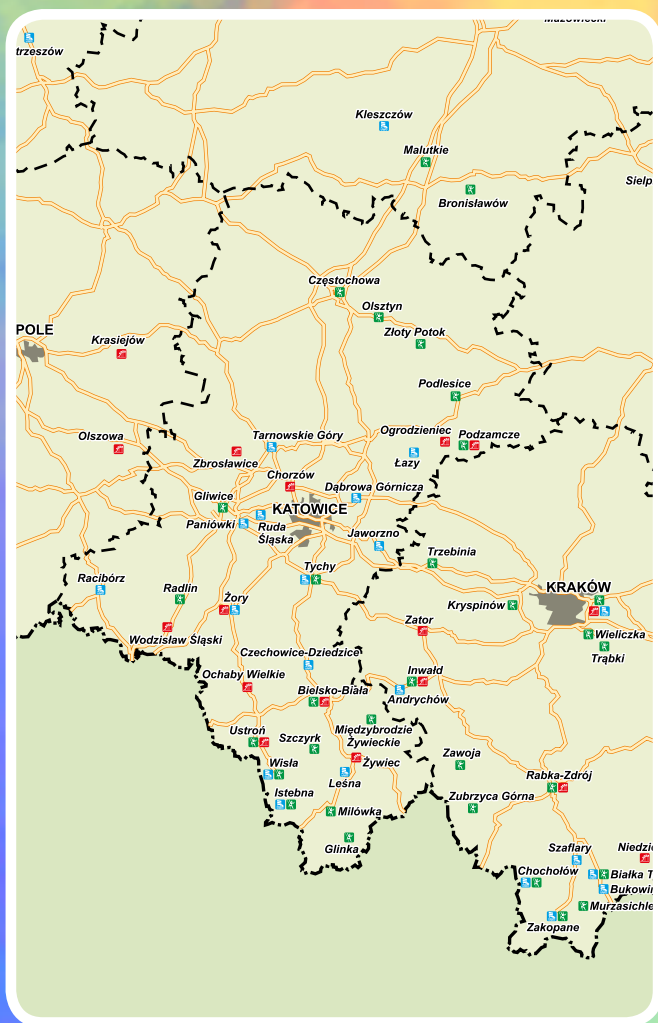 Mazowiecki
trzeszów
Kleszczów
Malutkie
Sielp
Bronisławów
Częstochowa
Olsztyn
POLE
Złoty Potok
Krasiejów
Podlesice
Ogrodzieniec
Olszowa
Tarnowskie Góry
Podzamcze
Zbrosławice
Łazy
Chorzów
Dąbrowa Górnicza
Gliwice
KATOWICE
Paniówki
Ruda
Śląska
Jaworzno
Trzebinia
Tychy
Racibórz
Radlin
KRAKÓW
Żory
Kryspinów
Zator
Wodzisław Śląski
Wieliczka
Czechowice-Dziedzice
Trąbki
Ochaby Wielkie
Inwałd
Bielsko-Biała
Andrychów
Ustroń
Szczyrk
Międzybrodzie
Żywieckie
Zawoja
Wisła
Żywiec
Rabka-Zdrój
Leśna
Istebna
Zubrzyca Górna
Milówka
Glinka
Szaflary
Niedzic
Chochołów
Białka T
Bukowin
Murzasichle
Zakopane